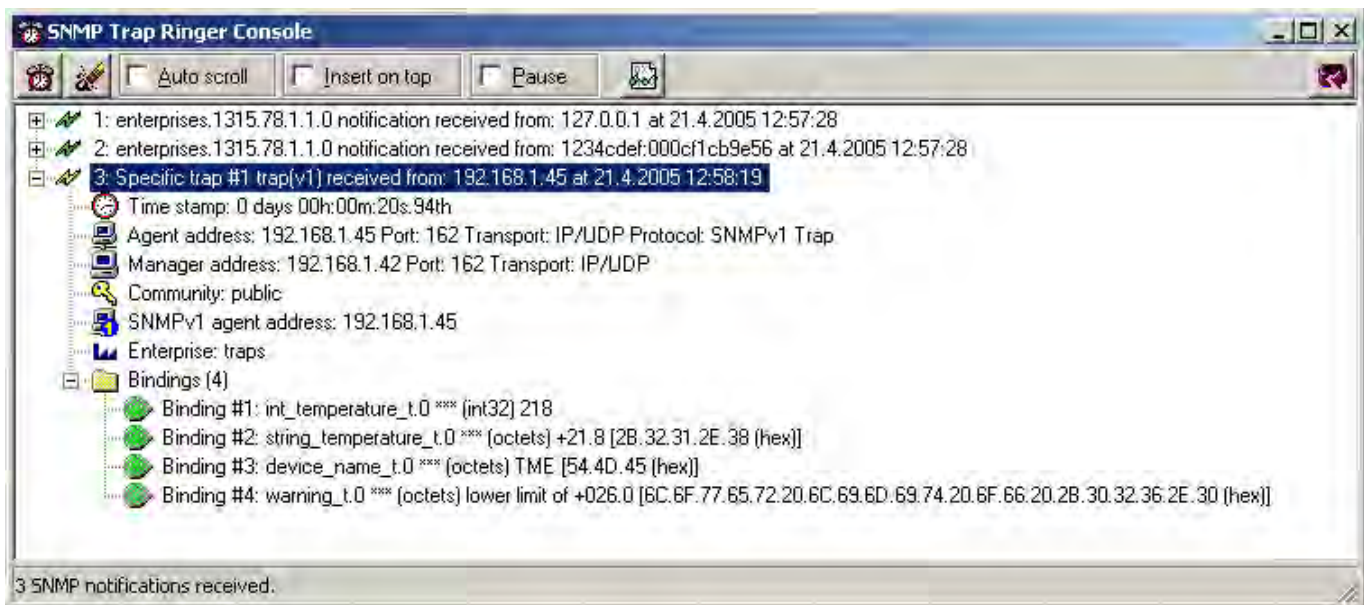 SNMP Trap Ringer Console
Auto scroll Insert on top Pause
1: enterprises.1315.78.1.1.0 notification received from: 127.0.0.1 at 21.4.2005 12:57:28
2: enterprises.1315.78.1.1.0 notification received from: 1234cdef:000cf1cb9e56 at 21.4.2005 12:57:28
3: Specific trap #1 trap(v1) received from: 192.168.1.45 at 21.4.2005 12:58:19
Time stamp: 0 days 00h:00m:20s.94th
Agent address: 192.168.1.45 Port: 162 Transport: IP/UDP Protocol: SNMPv1 Trap
Manager address: 192.168.1.42 Port: 162 Transport: IP/UDP
Community: public
SNMPv1 agent address: 192.168.1.45
Enterprise: traps
Bindings (4)
Binding #1: int_temperature_t.0 *** (int32) 218
Binding #2: string_temperature_t.0 *** (octets) +21.8 [2B.32.31.2E.38 (hex)]
Binding #3: device_name_t.0 *** (octets) TME [54.4D.45 (hex)]
Binding #4: warning_t.0 *** (octets) lower limit of +026.0 [6C.6F.77.65.72.20.6C.69.6D.69.74.20.6F.66.20.2B.30.32.36.2E.30 (hex)]
3 SNMP notifications received.